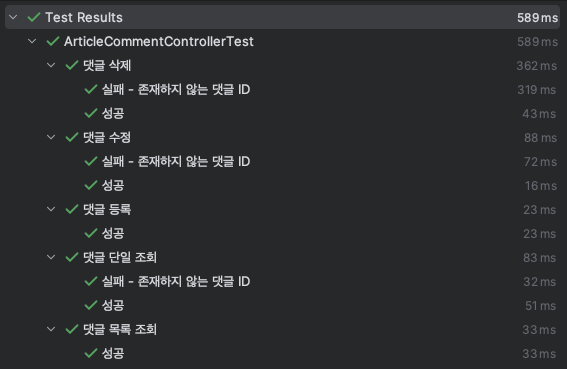 Test Results 589 ms
ArticleCommentControllerTest 589 ms
댓글 삭제 362 ms
실패 - 존재하지 않는 댓글 ID 319 ms
성공 43 ms
댓글 수정 88 ms
실패 - 존재하지 않는 댓글 ID 72 ms
성공 16 ms
댓글 등록 23 ms
성공 23 ms
댓글 단일 조회 83 ms
실패 - 존재하지 않는 댓글 ID 32 ms
성공 51 ms
댓글 목록 조회 33 ms
성공 33 ms